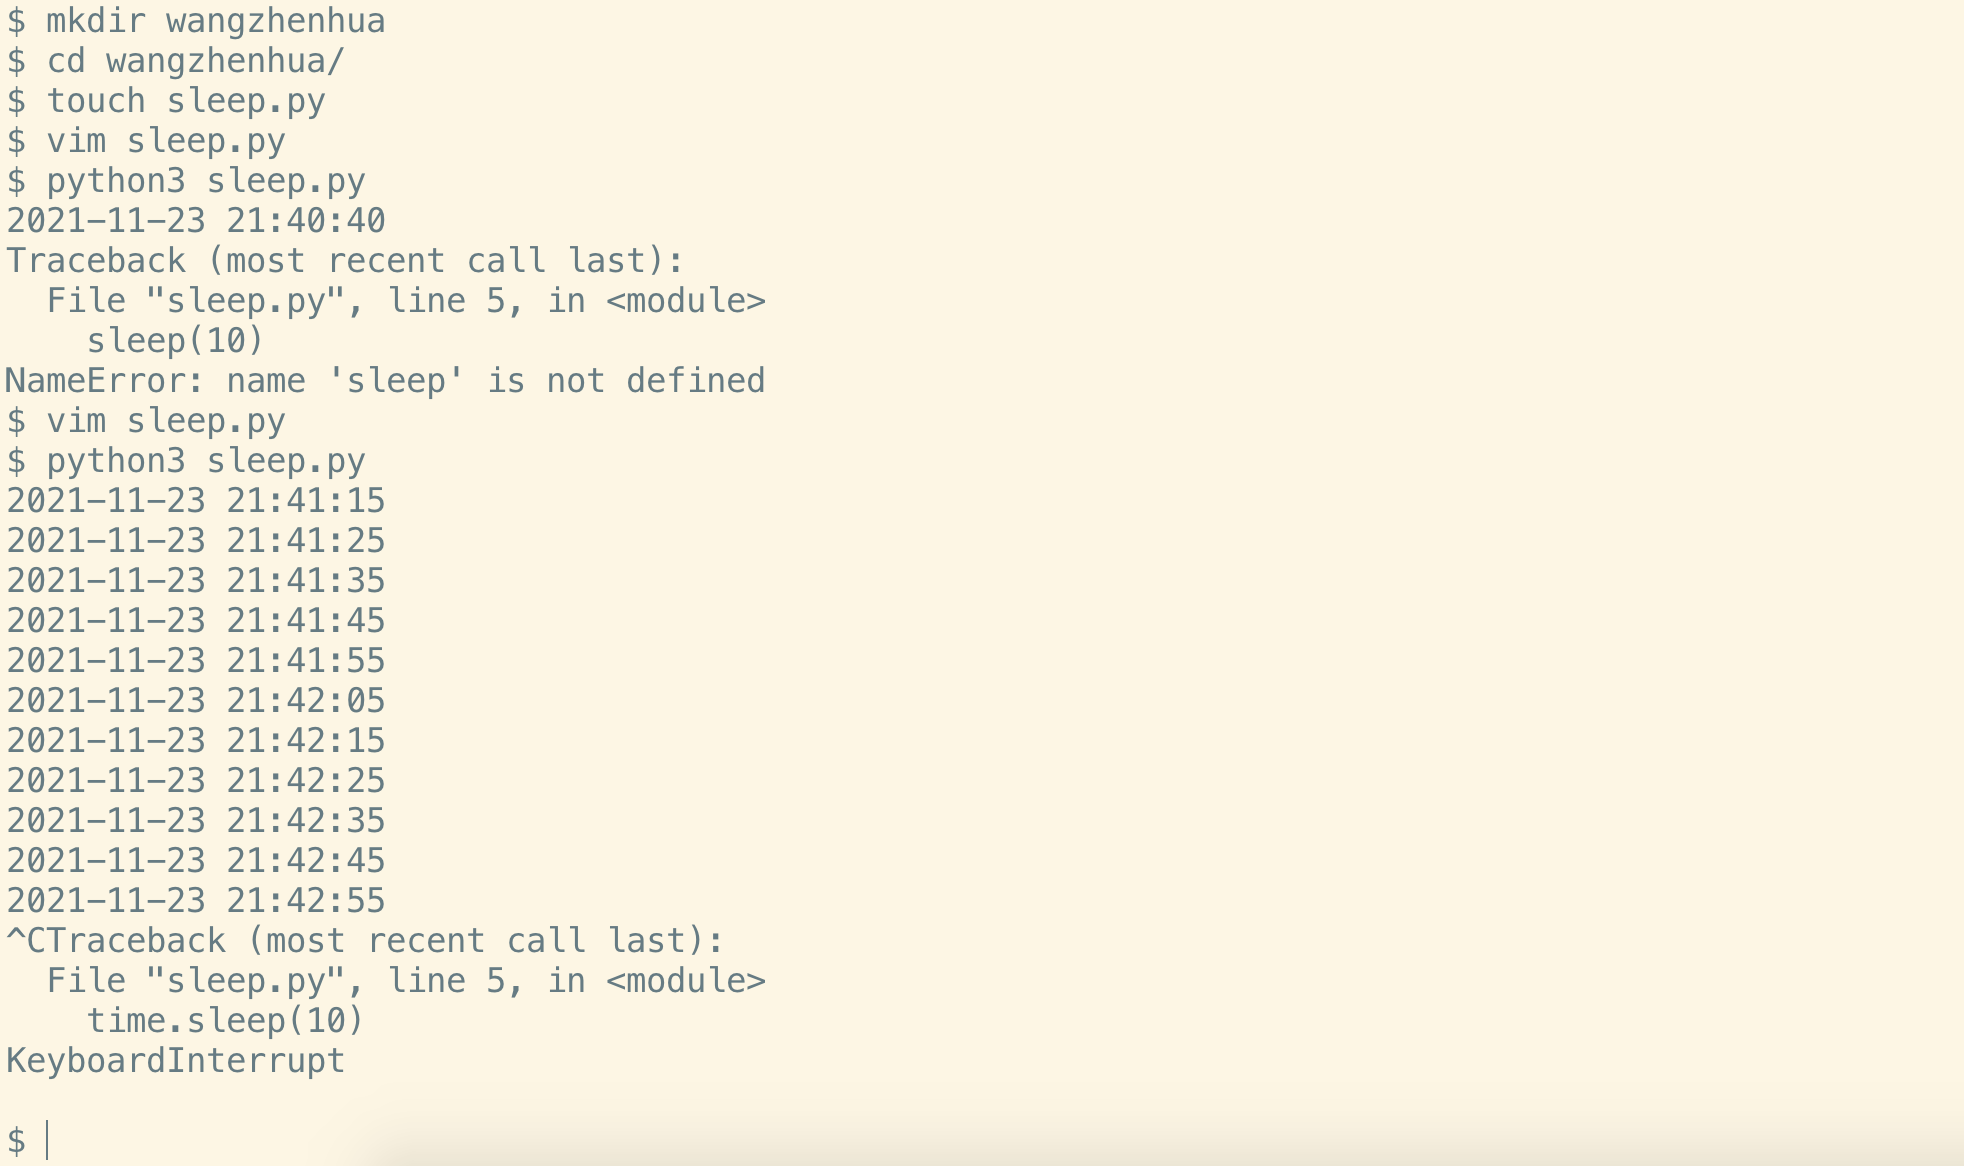 $ mkdir wangzhenhua
$ cd wangzhenhua/
$ touch sleep.py
$ vim sleep.py
$ python3 sleep.py
2021-11-23 21:40:40
Traceback (most recent call last):
  File "sleep.py", line 5, in <module>
    sleep(10)
NameError: name 'sleep' is not defined
$ vim sleep.py
$ python3 sleep.py
2021-11-23 21:41:15
2021-11-23 21:41:25
2021-11-23 21:41:35
2021-11-23 21:41:45
2021-11-23 21:41:55
2021-11-23 21:42:05
2021-11-23 21:42:15
2021-11-23 21:42:25
2021-11-23 21:42:35
2021-11-23 21:42:45
2021-11-23 21:42:55
^CTraceback (most recent call last):
  File "sleep.py", line 5, in <module>
    time.sleep(10)
KeyboardInterrupt

$